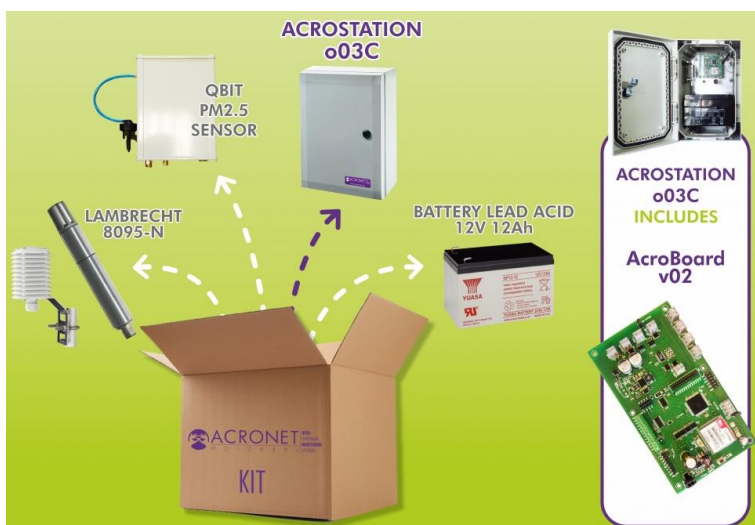 ACROSTATION
o03C
QBIT
PM2.5
SENSOR
LAMBRECHT
8095-N
BATTERY LEAD ACID
12V 12Ah
YUASA
ACRONET
KIT
ACROSTATION
o03C
INCLUDES
AcroBoard
v02
ACRONET